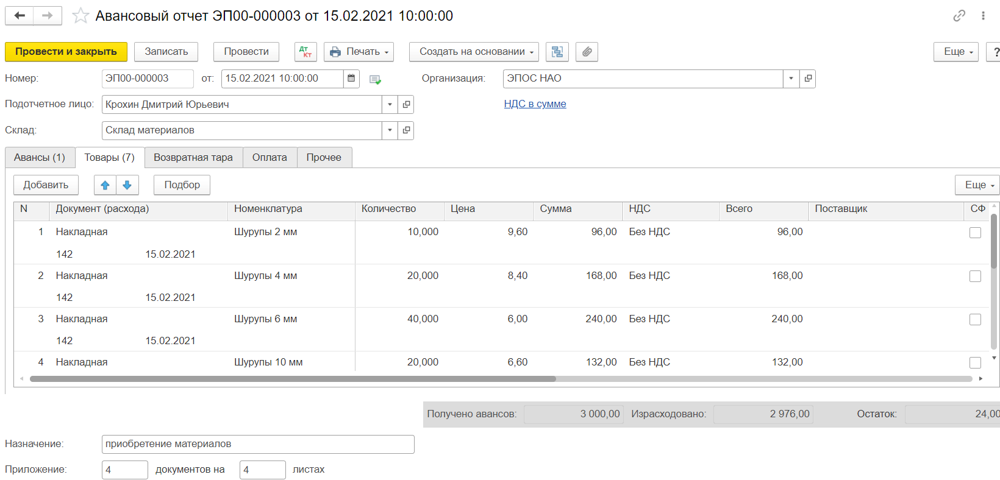 Авансовый отчет ЭП00-000003 от 15.02.2021 10:00:00
Провести и закрыть Записать Провести Дт Кт Печать Создать на основании Еще ?
Номер: ЭП00-000003 от: 15.02.2021 10:00:00 Организация: ЭПОС НАО
Подотчетное лицо: Крохин Дмитрий Юрьевич НДС в сумме
Склад: Склад материалов
Авансы (1) Товары (7) Возвратная тара Оплата Прочее
Добавить Подбор Еще
N Документ (расхода) Номенклатура Количество Цена Сумма НДС Всего Поставщик СФ
1 Накладная Шурупы 2 мм 10,000 9,60 96,00 Без НДС 96,00
142 15.02.2021
2 Накладная Шурупы 4 мм 20,000 8,40 168,00 Без НДС 168,00
142 15.02.2021
3 Накладная Шурупы 6 мм 40,000 6,00 240,00 Без НДС 240,00
142 15.02.2021
4 Накладная Шурупы 10 мм 20,000 6,60 132,00 Без НДС 132,00
Получено авансов: 3 000,00 Израсходовано: 2 976,00 Остаток: 24,00
Назначение: приобретение материалов
Приложение: 4 документов на 4 листах